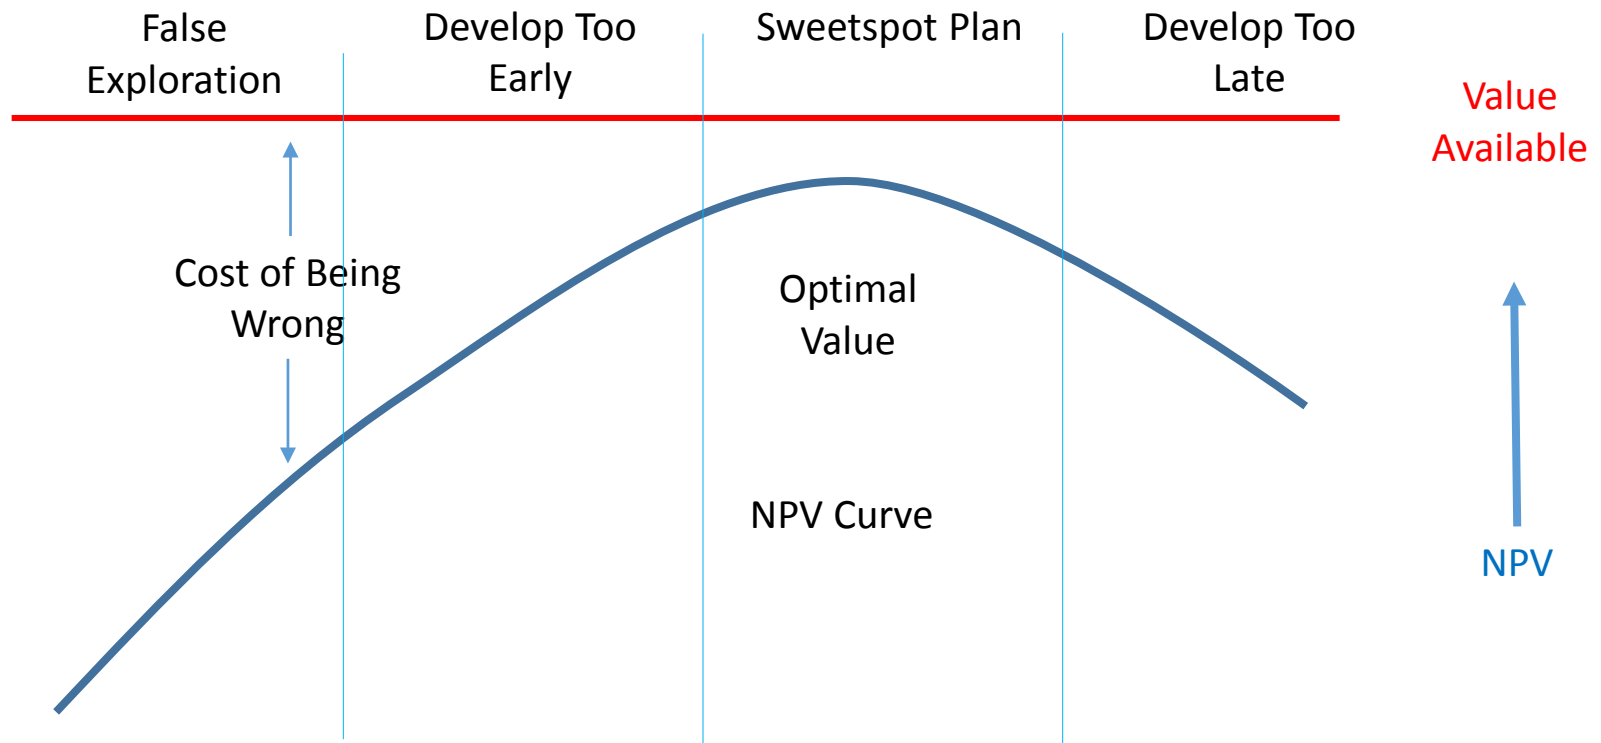 False
Exploration
Develop Too
Early
Sweetspot Plan
Develop Too
Late
Value
Available
Cost of Being
Wrong
Optimal
Value
NPV Curve
NPV